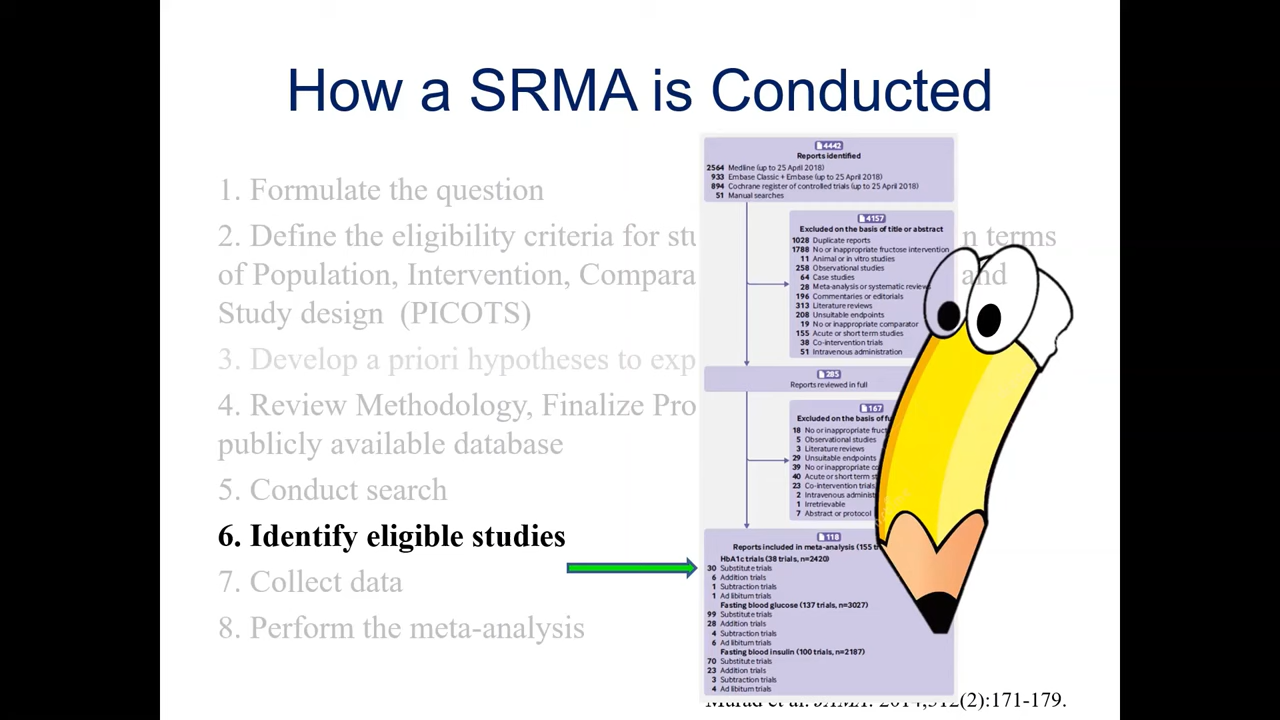 How a SRMA is Conducted
1. Formulate the question
2. Define the eligibility criteria for n terms
of Population, Intervention, and
Study design (PICOTS)
3. Develop a priori hypotheses to
4. Review Methodology, Finalize
publicly available database
5. Conduct search
6. Identify eligible studies
7. Collect data
8. Perform the meta-analysis
4442
Reports identified
2564 Medline (up to 25 April 2018)
933 Embase Classic + Embase (up to 25 April 2018)
894 Cochrane register of controlled trials (up to 25 April 2018)
51 Manual searches
4157
Excluded on the basis of title or abstract
1028 Duplicate reports
1788 No or inappropriate fructose intervention
11 Animal or in vitro studies
258 Observational studies
64 Case studies
28 Meta-analysis or systematic reviews
196 Commentaries or editorials
313 Literature reviews
208 Unsuitable endpoints
19 No or inappropriate comparator
155 Acute or short term studies
38 Co-intervention trials
51 Intravenous administration
285
Reports reviewed in full
167
Excluded on the basis of
18 No or inappropriate
5 Observational studies
3 Literature reviews
29 Unsuitable endpoints
39 No or inappropriate
40 Acute or short term
23 Co-intervention trials
2 Intravenous
1 Irretrievable
7 Abstract or protocol
118
Reports included in meta-analysis (155
HbA1c trials (38 trials, n=2420)
30 Substitute trials
6 Addition trials
1 Subtraction trials
1 Ad libitum trials
Fasting blood glucose (137 trials, n=3027)
99 Substitute trials
28 Addition trials
4 Subtraction trials
6 Ad libitum trials
Fasting blood insulin (100 trials, n=2187)
70 Substitute trials
23 Addition trials
3 Subtraction trials
4 Ad libitum trials
Murad et al. JAMA. 2014;312(2):171-179.